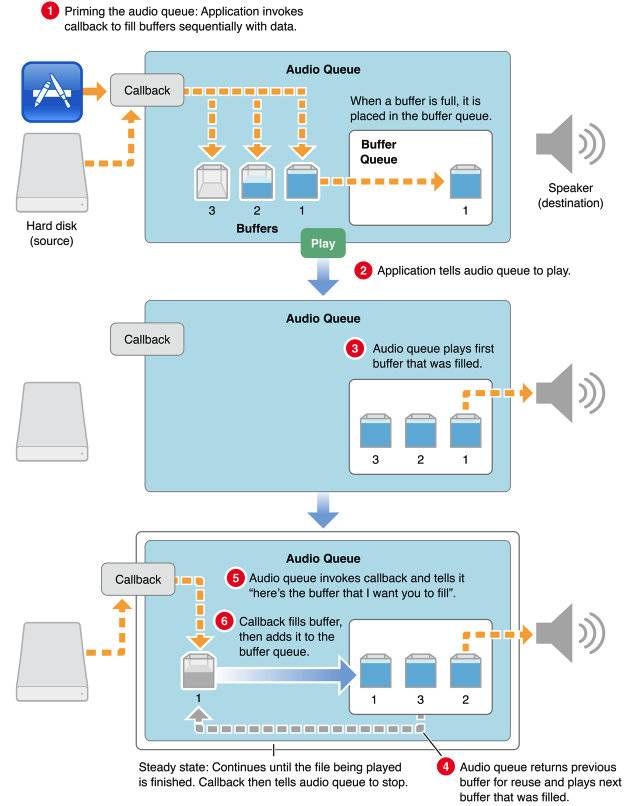 1 Priming the audio queue: Application invokes
callback to fill buffers sequentially with data.
Audio Queue
Callback
When a buffer is full, it is
placed in the buffer queue.
Buffer
Queue
3 2 1 1
Buffers
Hard disk
(source)
Speaker
(destination)
Play
2 Application tells audio queue to play.
Audio Queue
Callback
3 Audio queue plays first
buffer that was filled.
3 2 1
Audio Queue
Callback
5 Audio queue invokes callback and tells it
“here’s the buffer that I want you to fill”.
6 Callback fills buffer,
then adds it to the
buffer queue.
1 1 3 2
Steady state: Continues until the file being played
is finished. Callback then tells audio queue to stop.
4 Audio queue returns previous
buffer for reuse and plays next
buffer that was filled.